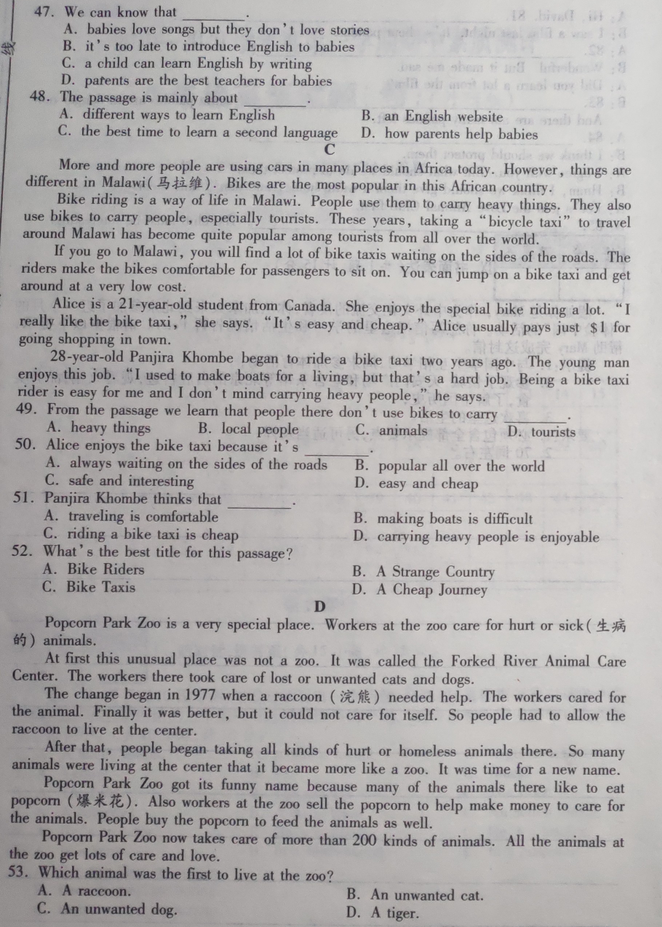 47. We can know that ________.
A. babies love songs but they don't love stories
B. it's too late to introduce English to babies
C. a child can learn English by writing
D. parents are the best teachers for babies
48. The passage is mainly about ________.
A. different ways to learn English B. an English website
C. the best time to learn a second language D. how parents help babies
C
More and more people are using cars in many places in Africa today. However, things are
different in Malawi(马拉维). Bikes are the most popular in this African country.
Bike riding is a way of life in Malawi. People use them to carry heavy things. They also
use bikes to carry people, especially tourists. These years, taking a "bicycle taxi" to travel
around Malawi has become quite popular among tourists from all over the world.
If you go to Malawi, you will find a lot of bike taxis waiting on the sides of the roads. The
riders make the bikes comfortable for passengers to sit on. You can jump on a bike taxi and get
around at a very low cost.
Alice is a 21-year-old student from Canada. She enjoys the special bike riding a lot. "I
really like the bike taxi," she says. "It's easy and cheap." Alice usually pays just $1 for
going shopping in town.
28-year-old Panjira Khombe began to ride a bike taxi two years ago. The young man
enjoys this job. "I used to make boats for a living, but that's a hard job. Being a bike taxi
rider is easy for me and I don't mind carrying heavy people," he says.
49. From the passage we learn that people there don't use bikes to carry ________.
A. heavy things B. local people C. animals D. tourists
50. Alice enjoys the bike taxi because it's ________.
A. always waiting on the sides of the roads B. popular all over the world
C. safe and interesting D. easy and cheap
51. Panjira Khombe thinks that ________.
A. traveling is comfortable B. making boats is difficult
C. riding a bike taxi is cheap D. carrying heavy people is enjoyable
52. What's the best title for this passage?
A. Bike Riders B. A Strange Country
C. Bike Taxis D. A Cheap Journey
D
Popcorn Park Zoo is a very special place. Workers at the zoo care for hurt or sick(生病
的) animals.
At first this unusual place was not a zoo. It was called the Forked River Animal Care
Center. The workers there took care of lost or unwanted cats and dogs.
The change began in 1977 when a raccoon (浣熊) needed help. The workers cared for
the animal. Finally it was better, but it could not care for itself. So people had to allow the
raccoon to live at the center.
After that, people began taking all kinds of hurt or homeless animals there. So many
animals were living at the center that it became more like a zoo. It was time for a new name.
Popcorn Park Zoo got its funny name because many of the animals there like to eat
popcorn (爆米花). Also workers at the zoo sell the popcorn to help make money to care for
the animals. People buy the popcorn to feed the animals as well.
Popcorn Park Zoo now takes care of more than 200 kinds of animals. All the animals at
the zoo get lots of care and love.
53. Which animal was the first to live at the zoo?
A. A raccoon. B. An unwanted cat.
C. An unwanted dog. D. A tiger.
线